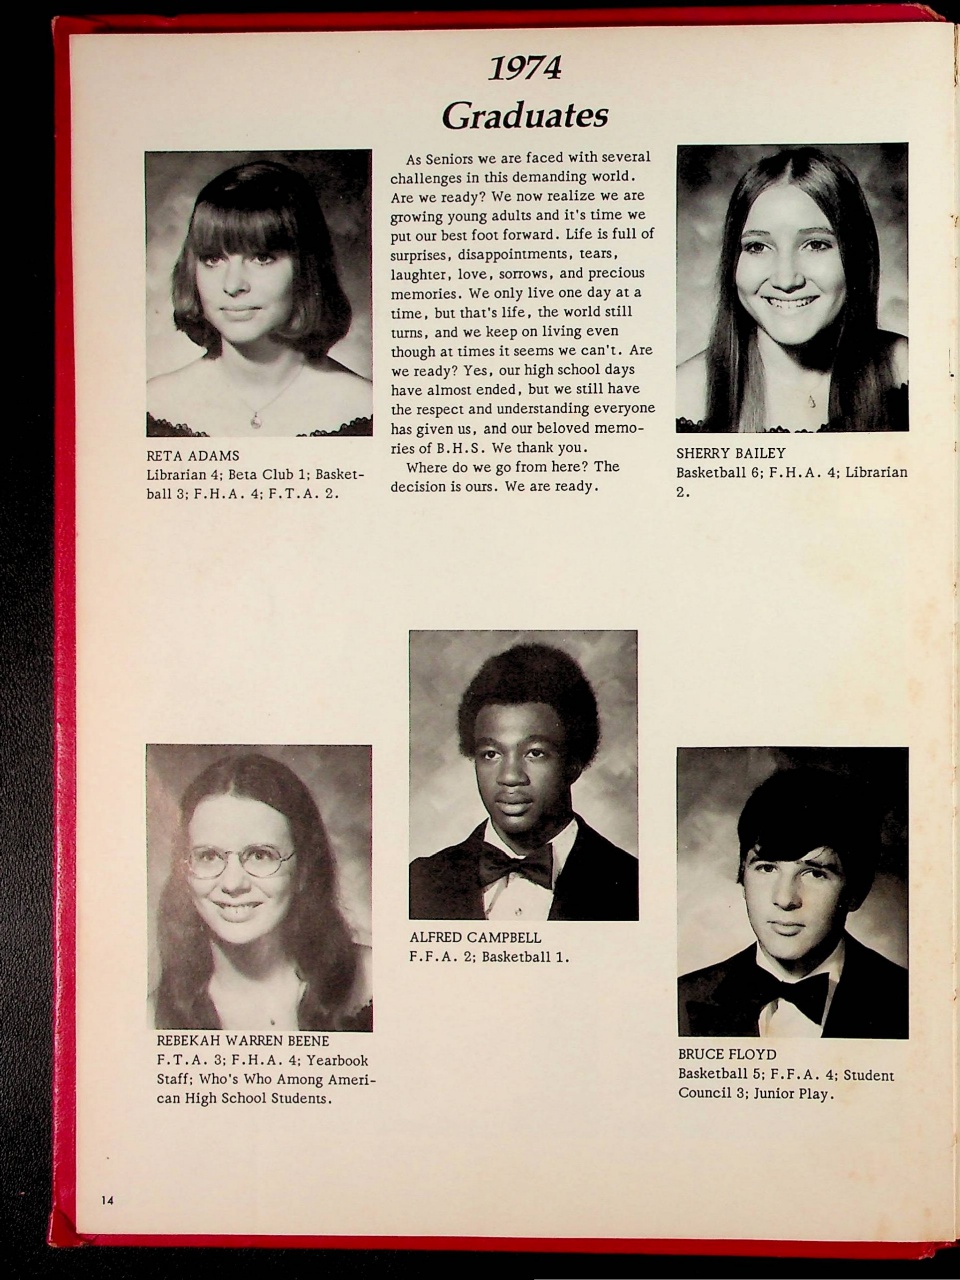 1974
Graduates
As Seniors we are faced with several
challenges in this demanding world.
Are we ready? We now realize we are
growing young adults and it's time we
put our best foot forward. Life is full of
surprises, disappointments, tears,
laughter, love, sorrows, and precious
memories. We only live one day at a
time, but that's life, the world still
turns, and we keep on living even
though at times it seems we can't. Are
we ready? Yes, our high school days
have almost ended, but we still have
the respect and understanding everyone
has given us, and our beloved memo-
ries of B.H.S. We thank you.
Where do we go from here? The
decision is ours. We are ready.
RETA ADAMS
Librarian 4; Beta Club 1; Basket-
ball 3; F.H.A. 4; F.T.A. 2.
SHERRY BAILEY
Basketball 6; F.H.A. 4; Librarian
2.
ALFRED CAMPBELL
F.F.A. 2; Basketball 1.
REBEKAH WARREN BEENE
F.T.A. 3; F.H.A. 4; Yearbook
Staff; Who's Who Among Ameri-
can High School Students.
BRUCE FLOYD
Basketball 5; F.F.A. 4; Student
Council 3; Junior Play.
14